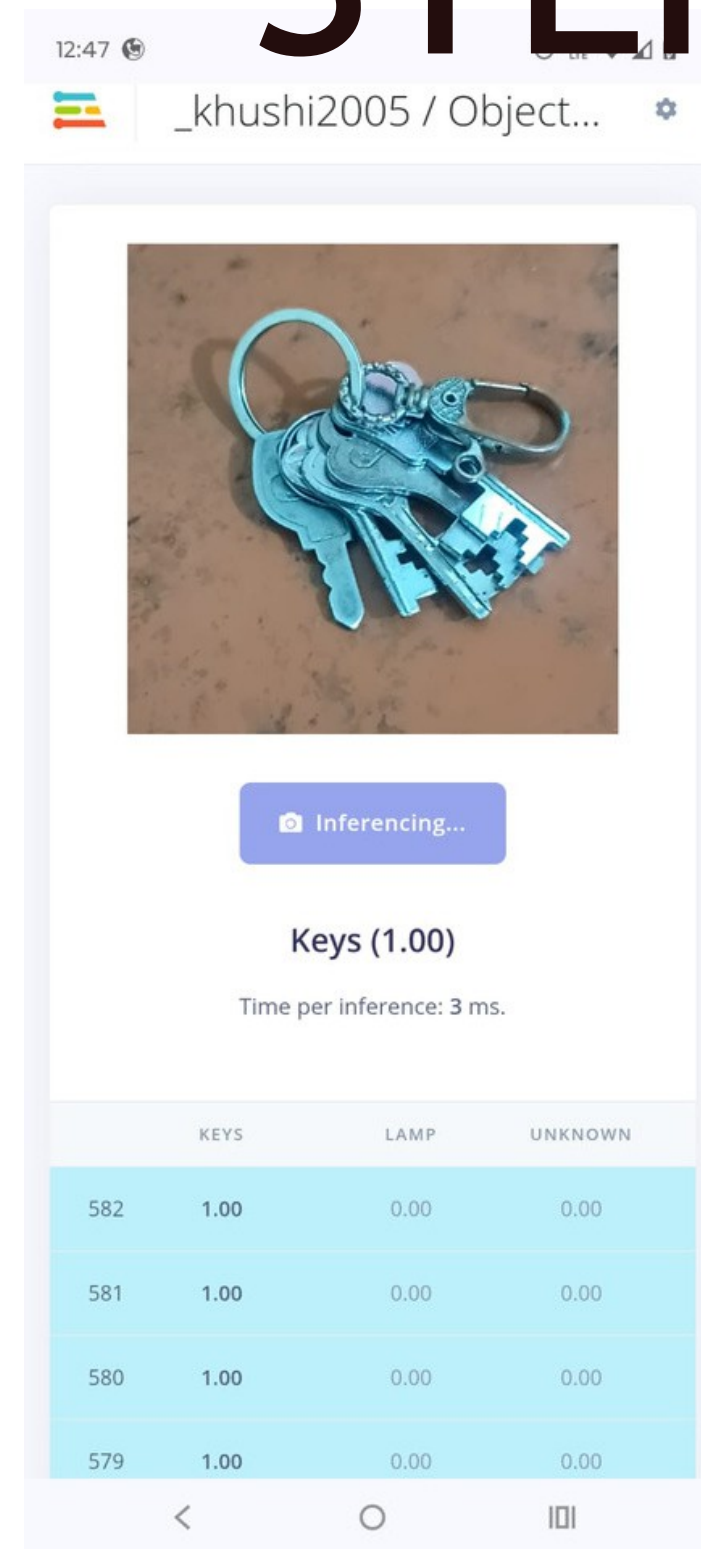 12:47
_khushi2005 / Object...
Inferencing...
Keys (1.00)
Time per inference: 3 ms.
KEYS LAMP UNKNOWN
582 1.00 0.00 0.00
581 1.00 0.00 0.00
580 1.00 0.00 0.00
579 1.00 0.00 0.00